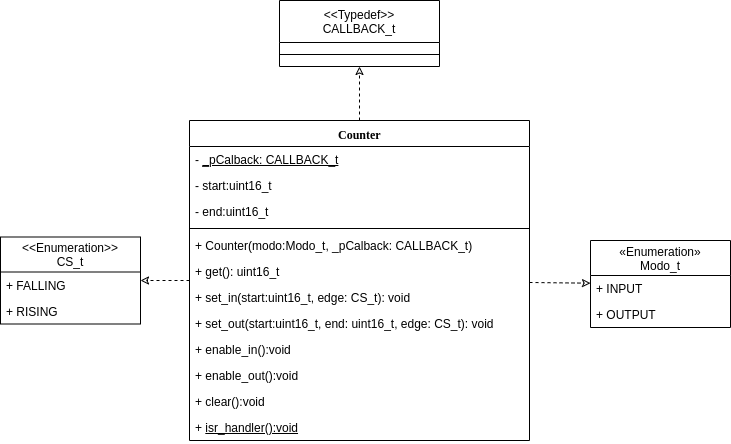 <<Typedef>>
CALLBACK_t
Counter
- _pCalback: CALLBACK_t
- start:uint16_t
- end:uint16_t
+ Counter(modo:Modo_t, _pCalback: CALLBACK_t)
+ get(): uint16_t
+ set_in(start:uint16_t, edge: CS_t): void
+ set_out(start:uint16_t, end: uint16_t, edge: CS_t): void
+ enable_in():void
+ enable_out():void
+ clear():void
+ isr_handler():void
<<Enumeration>>
CS_t
+ FALLING
+ RISING
«Enumeration»
Modo_t
+ INPUT
+ OUTPUT